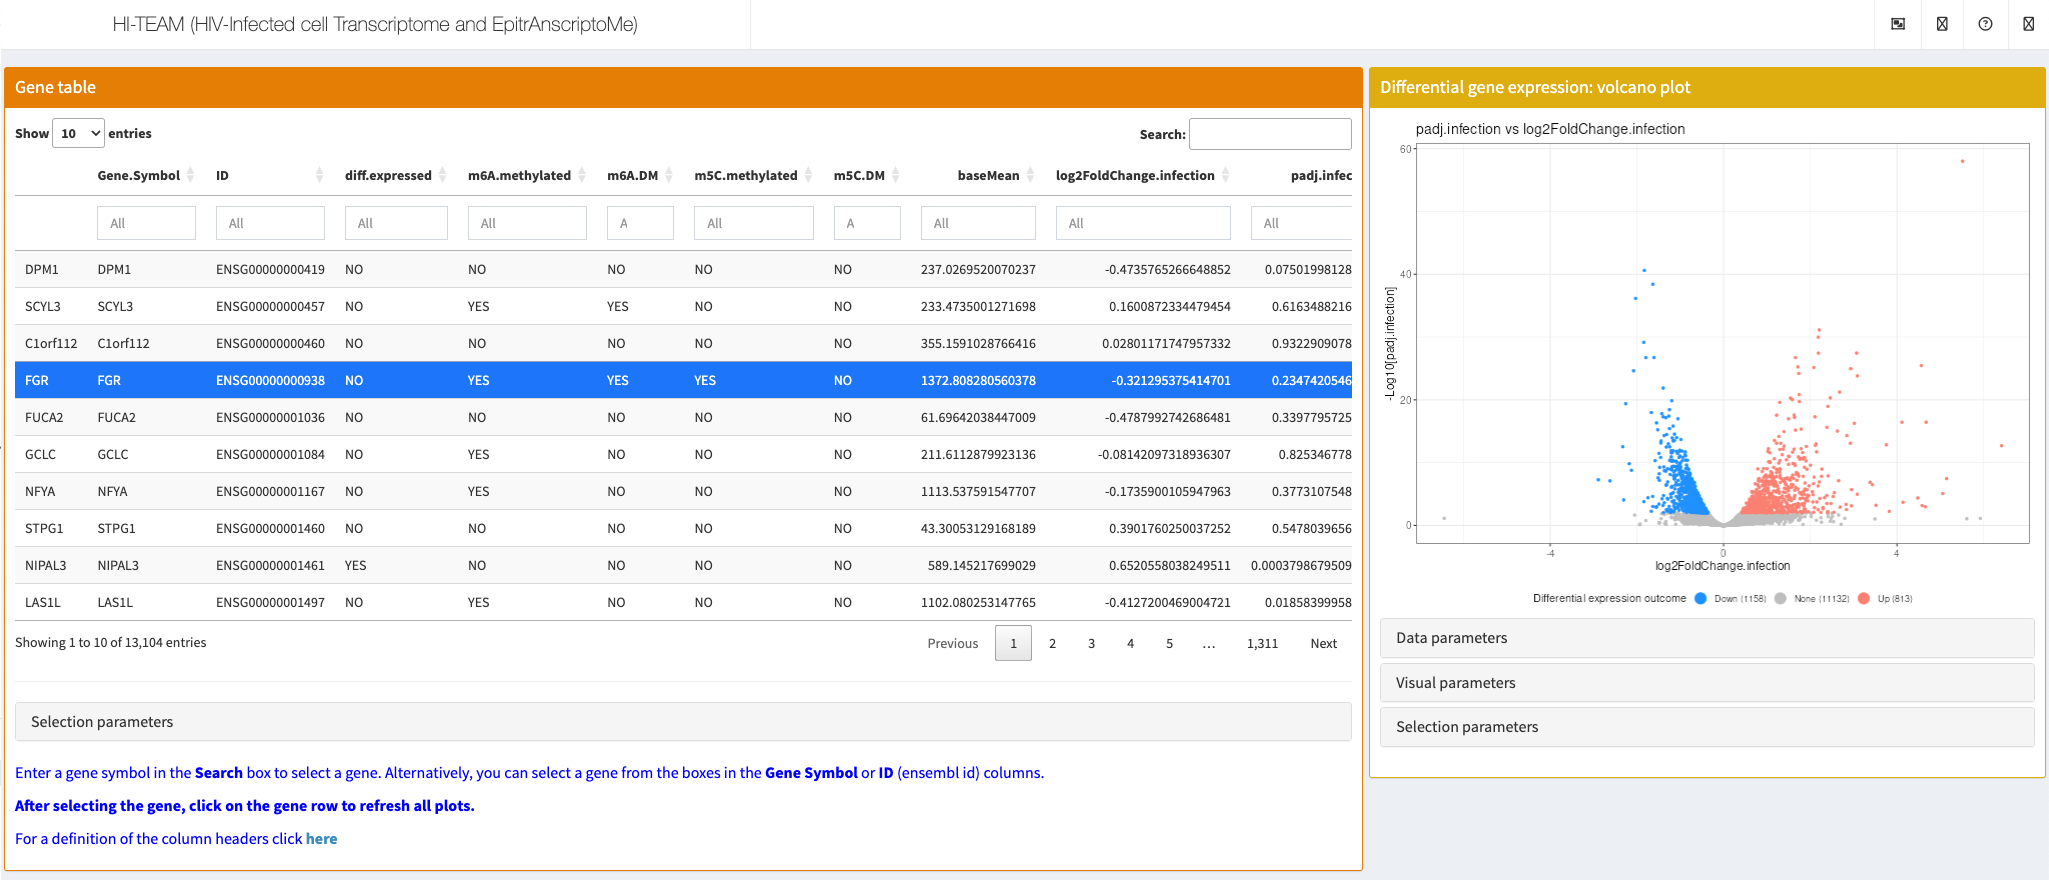 HI-TEAM (HIV-Infected cell Transcriptome and EpitrAnscriptoMe)
Gene table
Show 10 entries
Search:
Gene.Symbol ID diff.expressed m6A.methylated m6A.DM m5C.methylated m5C.DM baseMean log2FoldChange.infection padj.infec
All All All All A All A All All All
DPM1 DPM1 ENSG00000000419 NO NO NO NO NO 237.0269520070237 -0.4735765266648852 0.07501998128
SCYL3 SCYL3 ENSG00000000457 NO YES YES NO NO 233.4735001271698 0.1600872334479454 0.6163488216
C1orf112 C1orf112 ENSG00000000460 NO NO NO NO NO 355.1591028766416 0.02801171747957332 0.9322909078
FGR FGR ENSG00000000938 NO YES YES YES NO 1372.808280560378 -0.321295375414701 0.2347420546
FUCA2 FUCA2 ENSG00000001036 NO NO NO NO NO 61.69642038447009 -0.4787992742686481 0.3397795725
GCLC GCLC ENSG00000001084 NO YES NO NO NO 211.6112879923136 -0.08142097318936307 0.825346778
NFYA NFYA ENSG00000001167 NO YES NO NO NO 1113.537591547707 -0.1735900105947963 0.3773107548
STPG1 STPG1 ENSG00000001460 NO NO NO NO NO 43.30053129168189 0.3901760250037252 0.5478039656
NIPAL3 NIPAL3 ENSG00000001461 YES NO NO NO NO 589.145217699029 0.6520558038249511 0.0003798679509
LAS1L LAS1L ENSG00000001497 NO YES NO NO NO 1102.080253147765 -0.4127200469004721 0.01858399958
Showing 1 to 10 of 13,104 entries
Previous 1 2 3 4 5 … 1,311 Next
Selection parameters
Enter a gene symbol in the Search box to select a gene. Alternatively, you can select a gene from the boxes in the Gene Symbol or ID (ensembl id) columns.
After selecting the gene, click on the gene row to refresh all plots.
For a definition of the column headers click here
Differential gene expression: volcano plot
padj.infection vs log2FoldChange.infection
60
40
20
0
-Log10[padj.infection]
-4 0 4
log2FoldChange.infection
Differential expression outcome Down (1158) None (11132) Up (813)
Data parameters
Visual parameters
Selection parameters